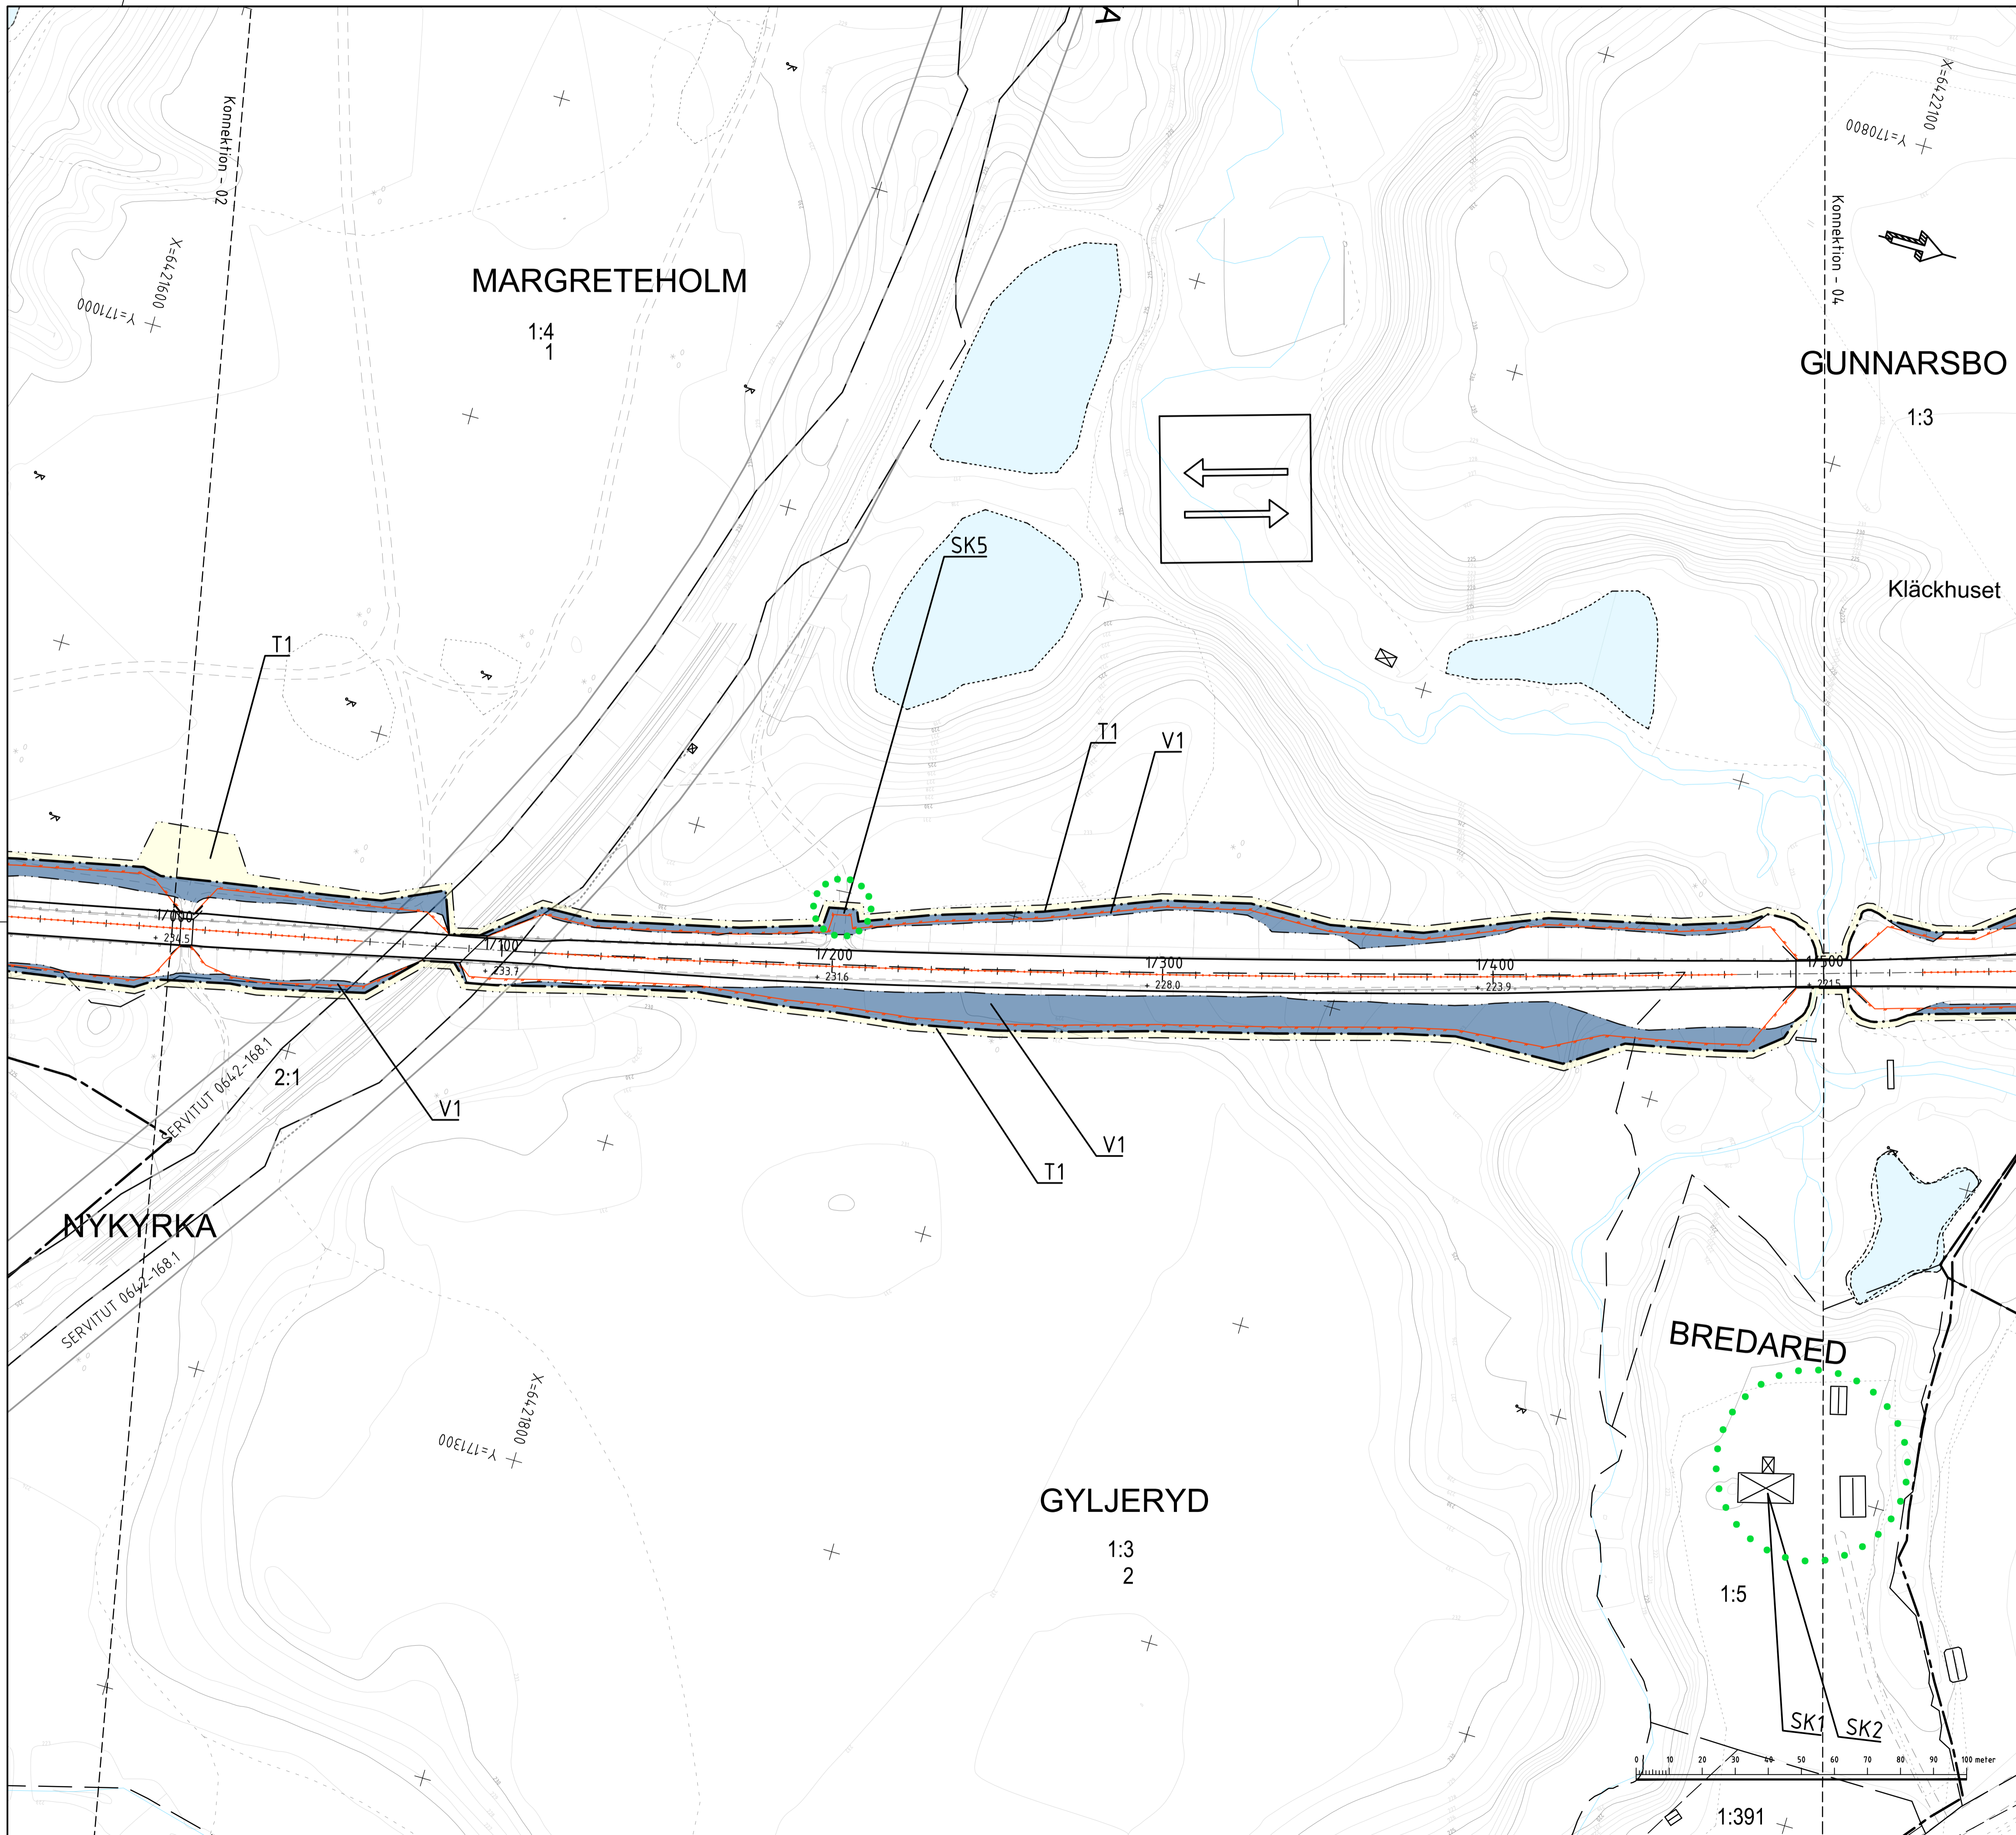 A
Konnektion - 02
X=6422100
Y=170800
Konnektion - 04
X=6421600
Y=171000
MARGRETEHOLM
1:4
1
GUNNARSBO
1:3
SK5
Kläckhuset
T1
T1
V1
1/000
+ 234.5
1/100
+ 233.7
1/200
+ 231.6
1/300
+ 228.0
1/400
+ 223.9
1/500
+ 221.5
SERVITUT 0642-168.1
2:1
V1
V1
T1
NYKYRKA
SERVITUT 0642-168.1
BREDARED
X=6421800
Y=171300
GYLJERYD
1:3
2
1:5
SK1
SK2
0 10 20 30 40 50 60 70 80 90 100 meter
1:391